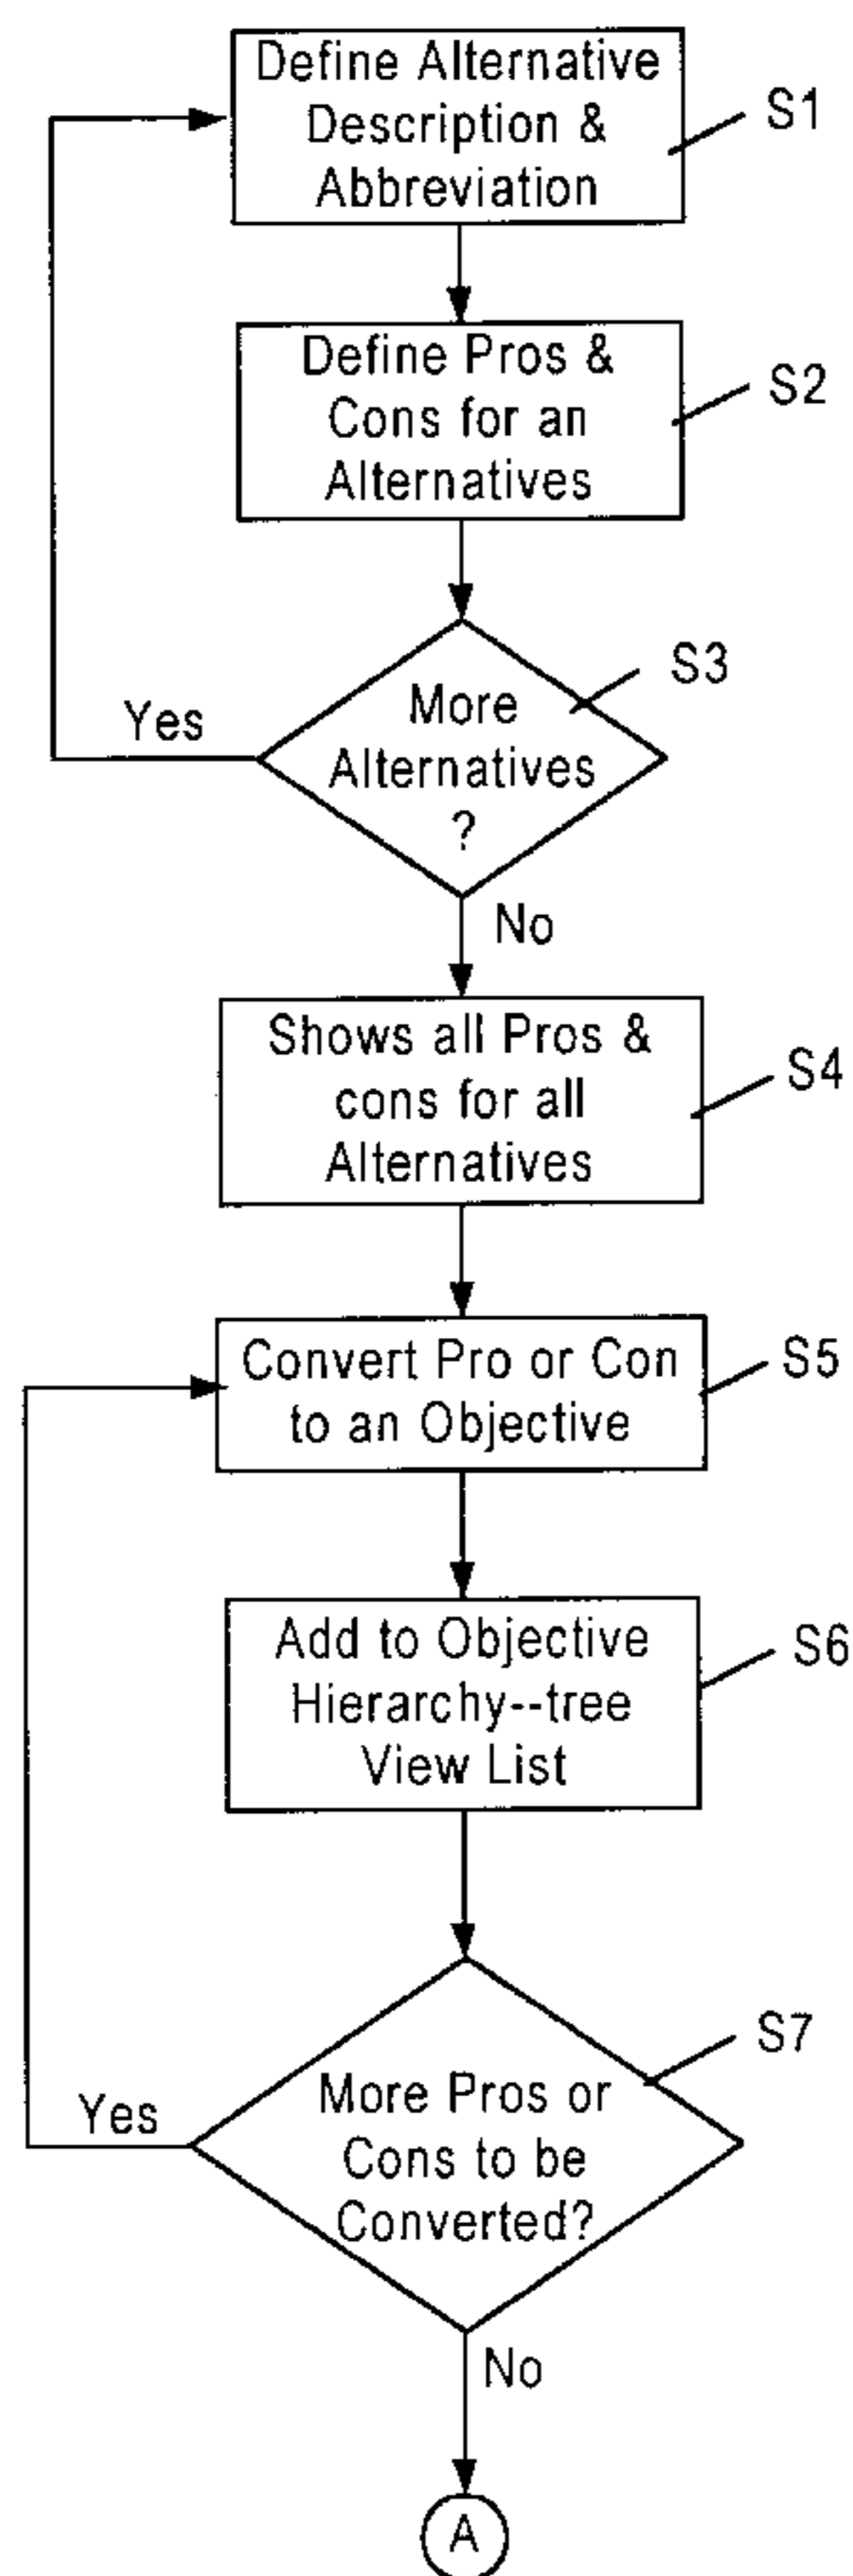 Define Alternative
Description &
Abbreviation
S1
Define Pros &
Cons for an
Alternatives
S2
More
Alternatives
?
S3
Yes
No
Shows all Pros &
cons for all
Alternatives
S4
Convert Pro or Con
to an Objective
S5
Add to Objective
Hierarchy--tree
View List
S6
More Pros or
Cons to be
Converted?
S7
Yes
No
A